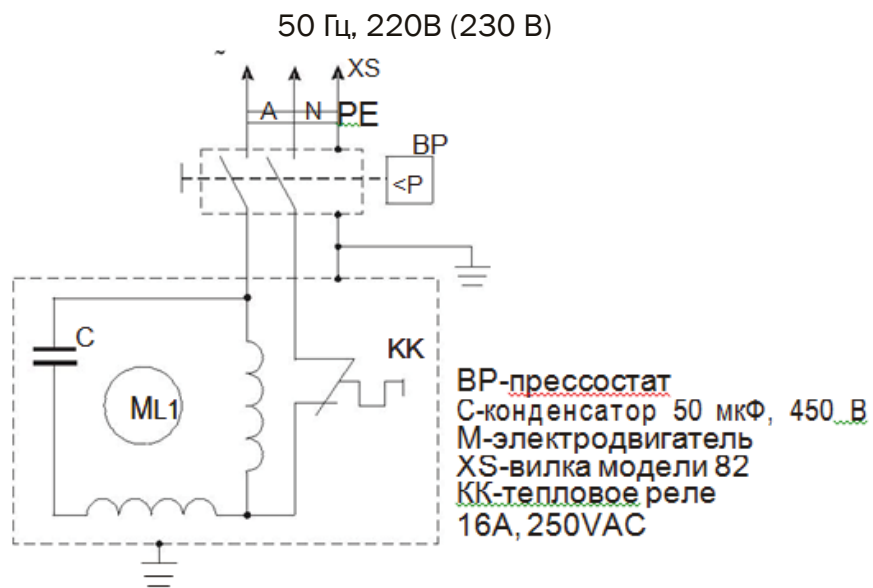 50 Гц, 220В (230 В)
~
XS
A N PE
BP
<P
C
KK
ML1
BP-прессостат
С-конденсатор 50 мкФ, 450 В
М-электродвигатель
XS-вилка модели 82
КК-тепловое реле
16А, 250VAC